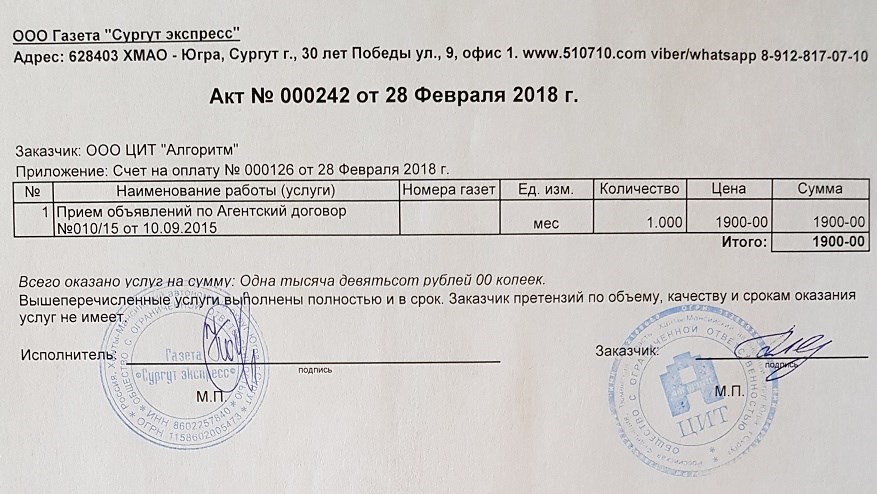 ООО Газета "Сургут экспресс"
Адрес: 628403 ХМАО - Югра, Сургут г., 30 лет Победы ул., 9, офис 1. www.510710.com viber/whatsapp 8-912-817-07-10
Акт № 000242 от 28 Февраля 2018 г.
Заказчик: ООО ЦИТ "Алгоритм"
Приложение: Счет на оплату № 000126 от 28 Февраля 2018 г.
№ Наименование работы (услуги) Номера газет Ед. изм. Количество Цена Сумма
1 Прием объявлений по Агентский договор
№010/15 от 10.09.2015 мес 1.000 1900-00 1900-00
Итого: 1900-00
Всего оказано услуг на сумму: Одна тысяча девятьсот рублей 00 копеек.
Вышеперечисленные услуги выполнены полностью и в срок. Заказчик претензий по объему, качеству и срокам оказания
услуг не имеет.
Исполнитель: Заказчик:
подпись подпись
М.П. М.П.
Газета
"Сургут экспресс"
ОБЩЕСТВО С ОГРАНИЧЕННОЙ
ИНН 8602257840
ОГРН 1158602005473
ОБЩЕСТВО С ОГРАНИЧЕННОЙ ОТВЕТСТВЕННОСТЬЮ
ЦИТ